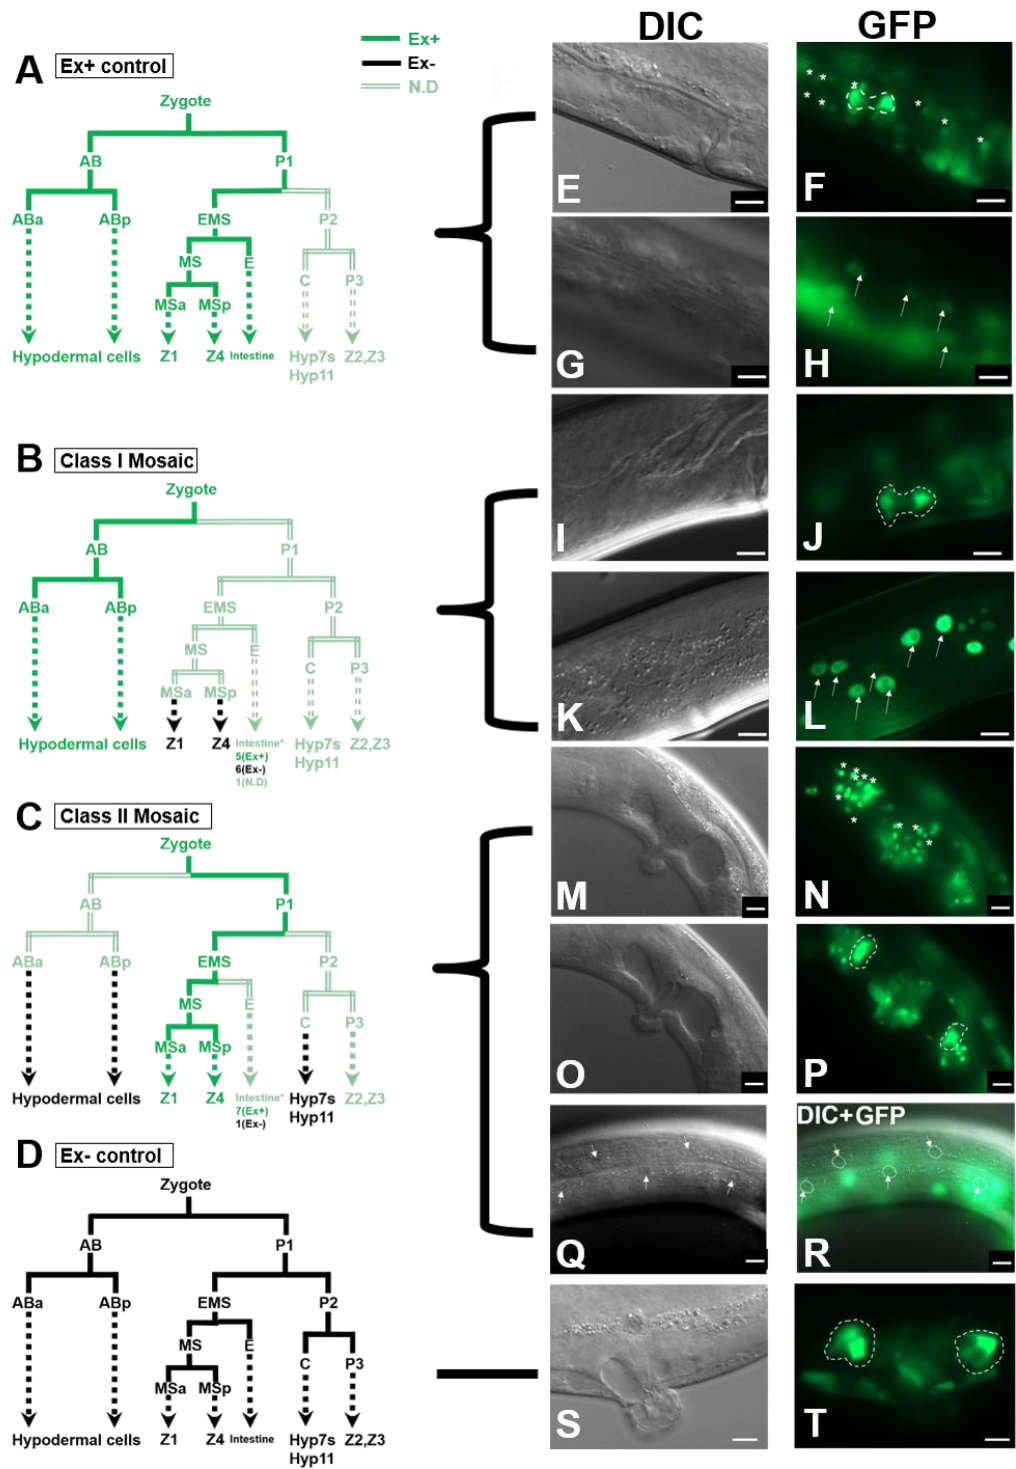 DIC
GFP
Ex+
Ex-
N.D
A Ex+ control
Zygote
AB P1
ABa ABp EMS P2
MS E
C P3
MSa MSp
Hypodermal cells Z1 Z4 Intestine Hyp7s Z2,Z3
Hyp11
B Class I Mosaic
Zygote
AB P1
ABa ABp EMS P2
MS E
C P3
MSa MSp
Hypodermal cells Z1 Z4 Intestine* Hyp7s Z2,Z3
5(Ex+) Hyp11
6(Ex-)
1(N.D)
C Class II Mosaic
Zygote
AB P1
ABa ABp EMS P2
MS E
C P3
MSa MSp
Hypodermal cells Z1 Z4 Intestine* Hyp7s Z2,Z3
7(Ex+) Hyp11
1(Ex-)
D Ex- control
Zygote
AB P1
ABa ABp EMS P2
MS E
C P3
MSa MSp
Hypodermal cells Z1 Z4 Intestine Hyp7s Z2,Z3
Hyp11
E F
G H
I J
K L
M N
O P
DIC+GFP
Q R
S T